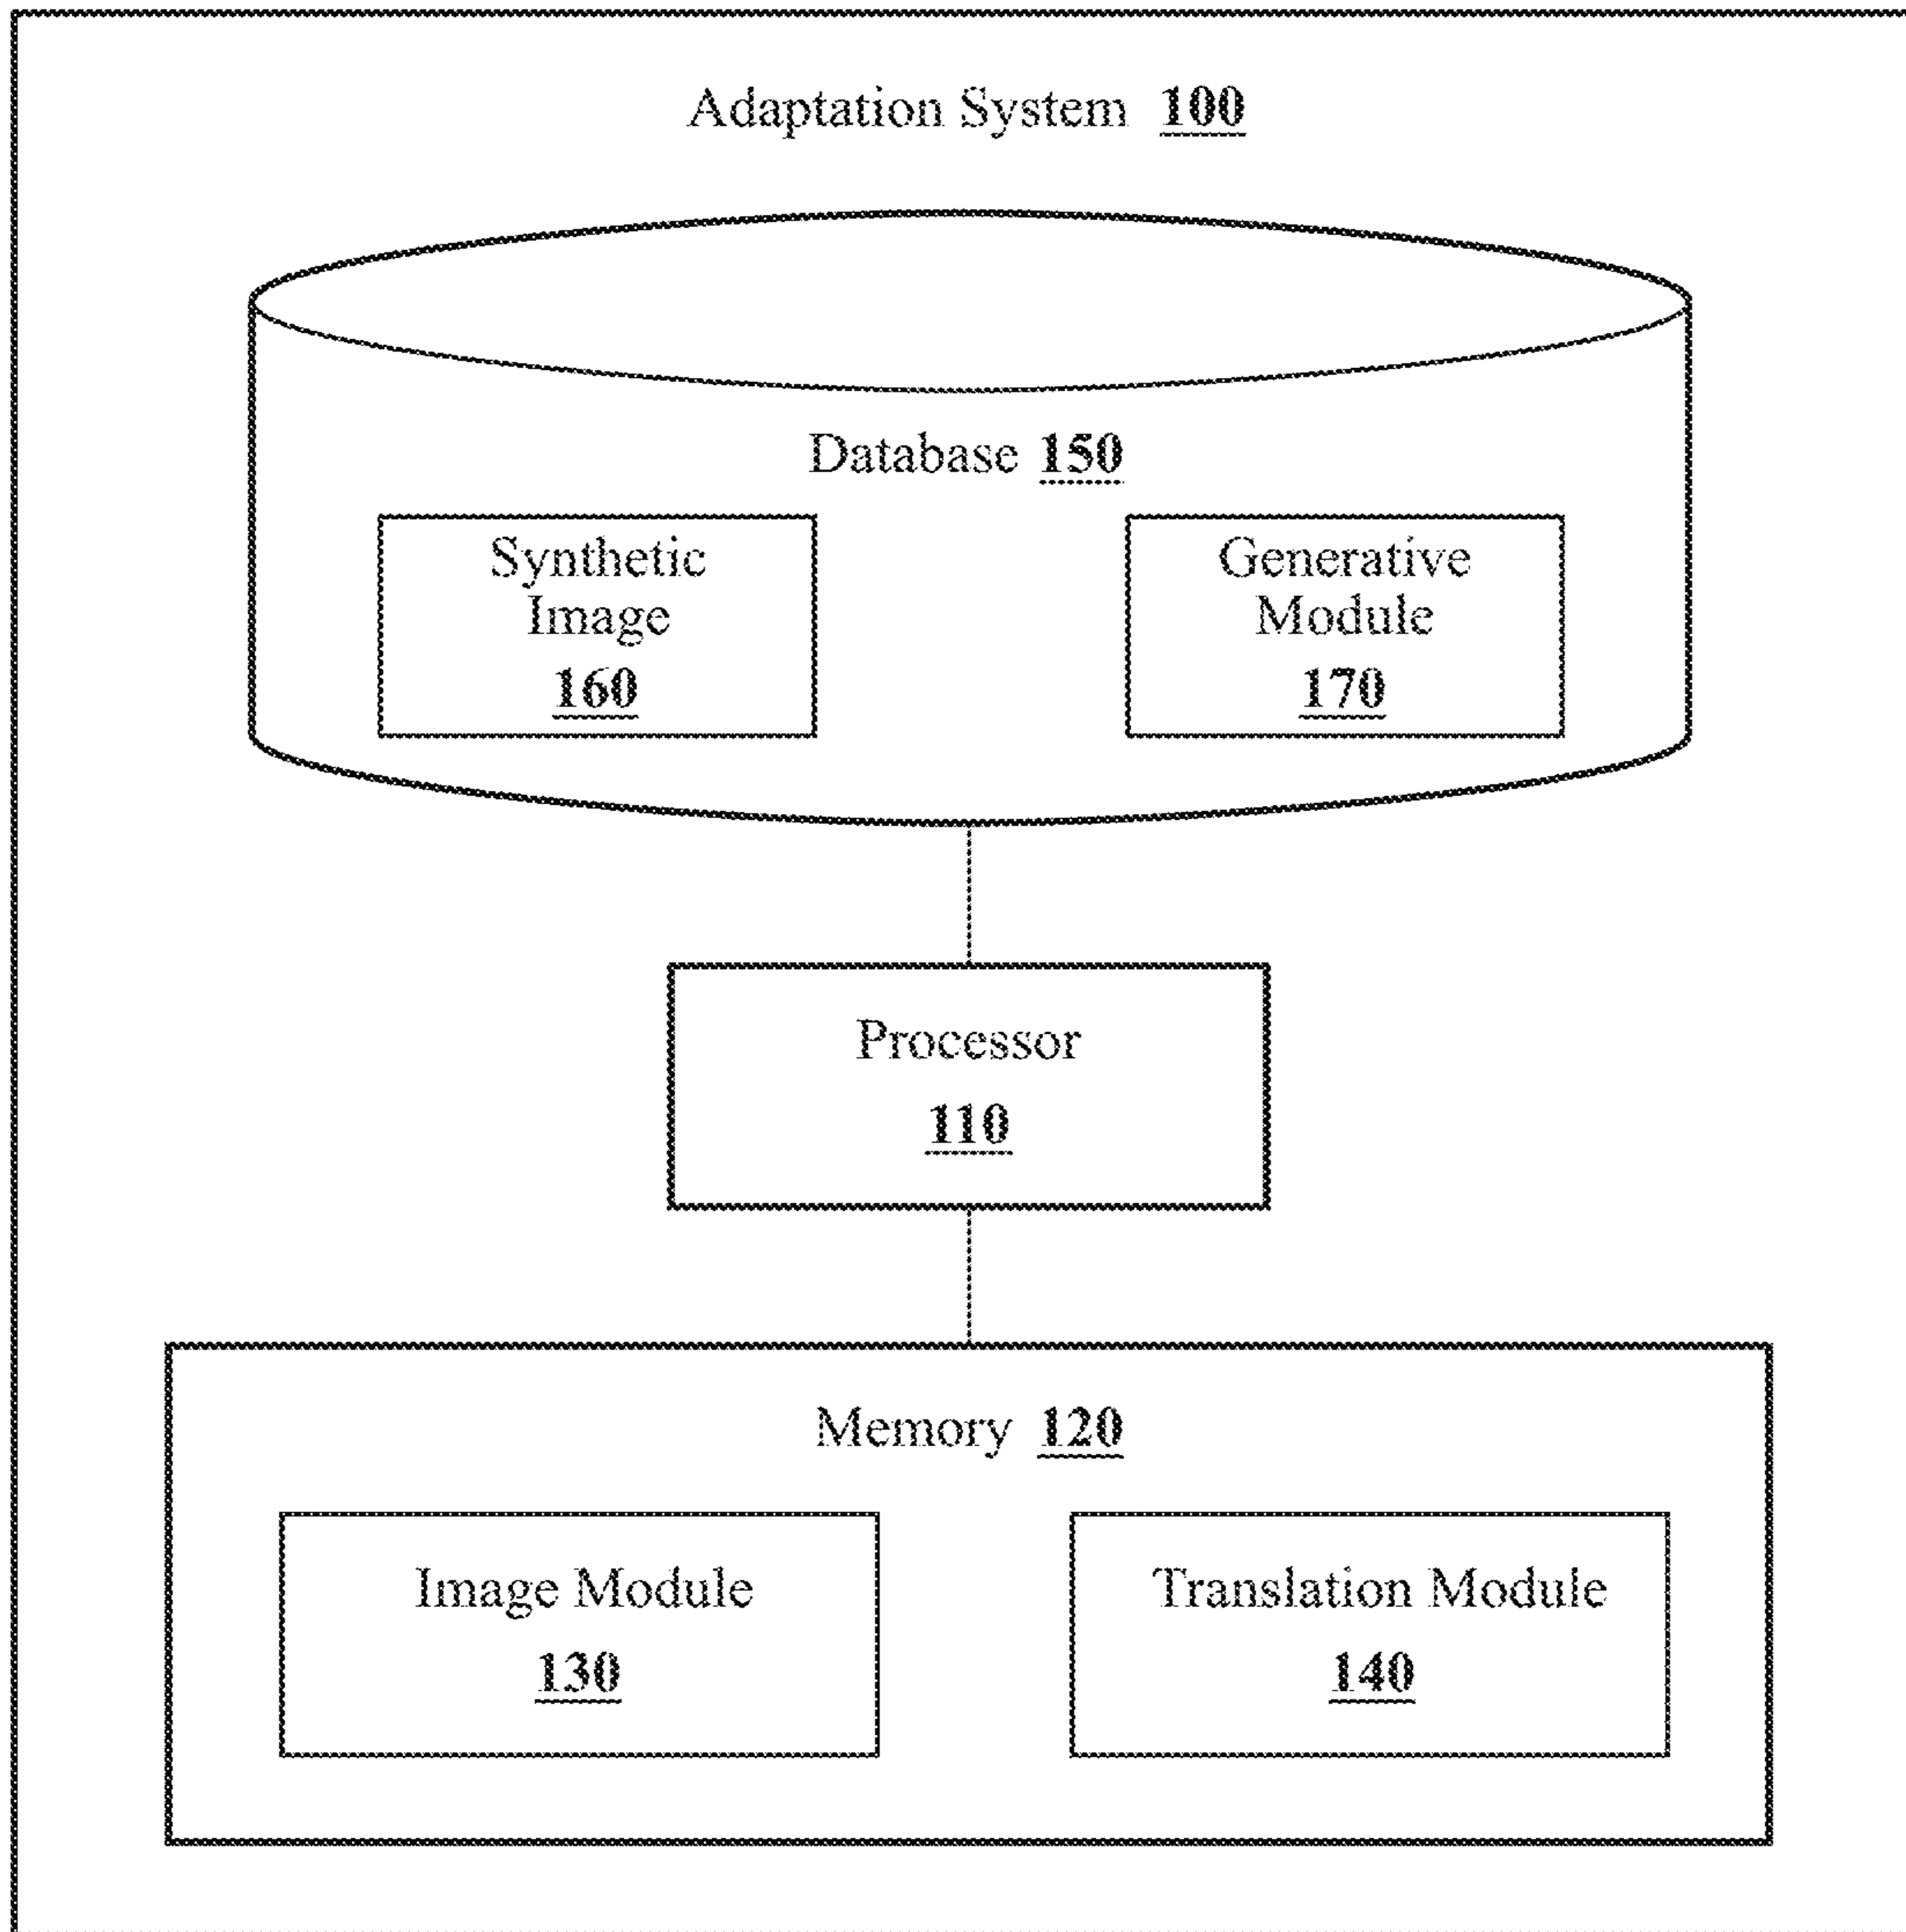 Adaptation System 100
Database 150
Synthetic
Image
160
Generative
Module
170
Processor
110
Memory 120
Image Module
130
Translation Module
140